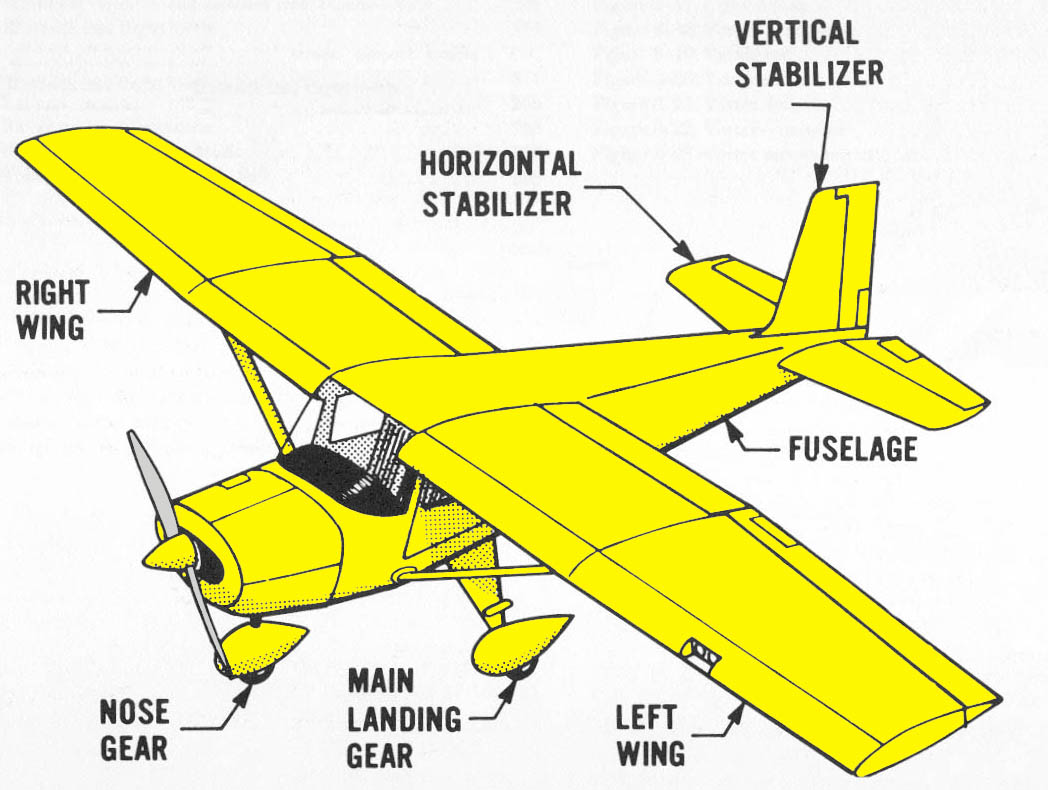 VERTICAL
STABILIZER
HORIZONTAL
STABILIZER
RIGHT
WING
FUSELAGE
NOSE
GEAR
MAIN
LANDING
GEAR
LEFT
WING